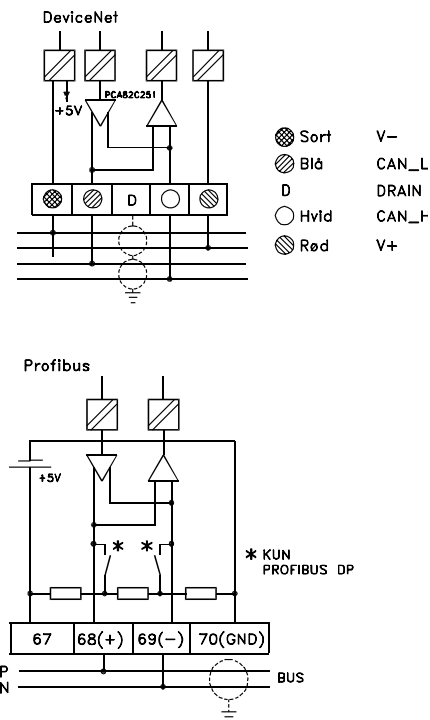 DeviceNet
PCA82C251
+5V
Sort V-
Blå CAN_L
D DRAIN
Hvid CAN_H
Rød V+
D
Profibus
+5V
* *
* KUN
PROFIBUS DP
67 68(+) 69(-) 70(GND)
P
N
BUS